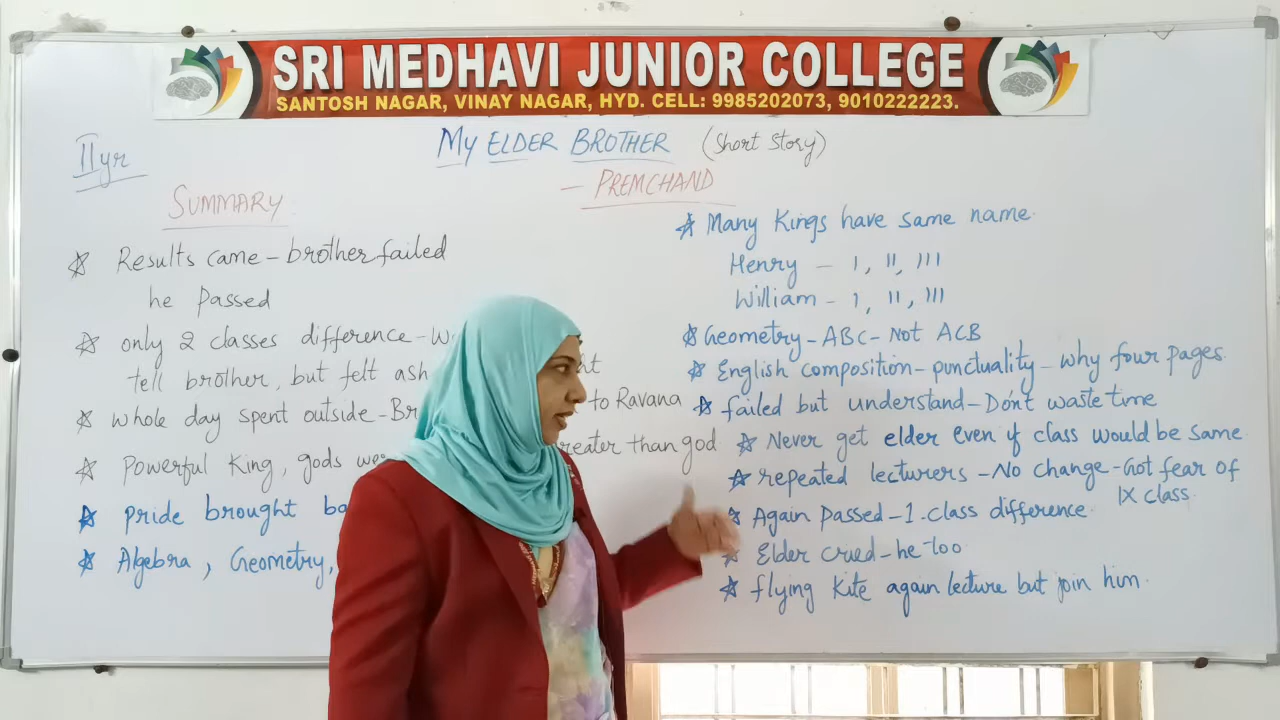 SRI MEDHAVI JUNIOR COLLEGE
SANTOSH NAGAR, VINAY NAGAR, HYD. CELL: 9985202073, 9010222223.
II yr
MY ELDER BROTHER (Short Story)
- PREMCHAND
SUMMARY
Results came - brother failed
he Passed
only 2 classes difference -
tell brother, but felt
whole day spent outside - to Ravana
Powerful King, gods greater than god
pride brought
Algebra, Geometry,
Many Kings have same name
Henry - I, II, III
William - I, II, III
Geometry - ABC - Not ACB
English composition - punctuality - why four pages.
failed but understand - Don't waste time
Never get elder even if class would be same
repeated lecturers - No change - Got fear of
IX class
Again Passed - 1. class difference
Elder cried - he too
flying Kite again lecture but join him